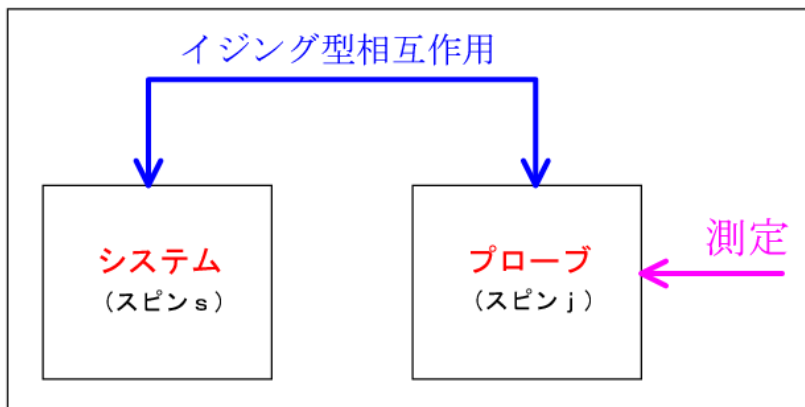 イジング型相互作用
システム
（スピンｓ）
プローブ
（スピンｊ）
測定